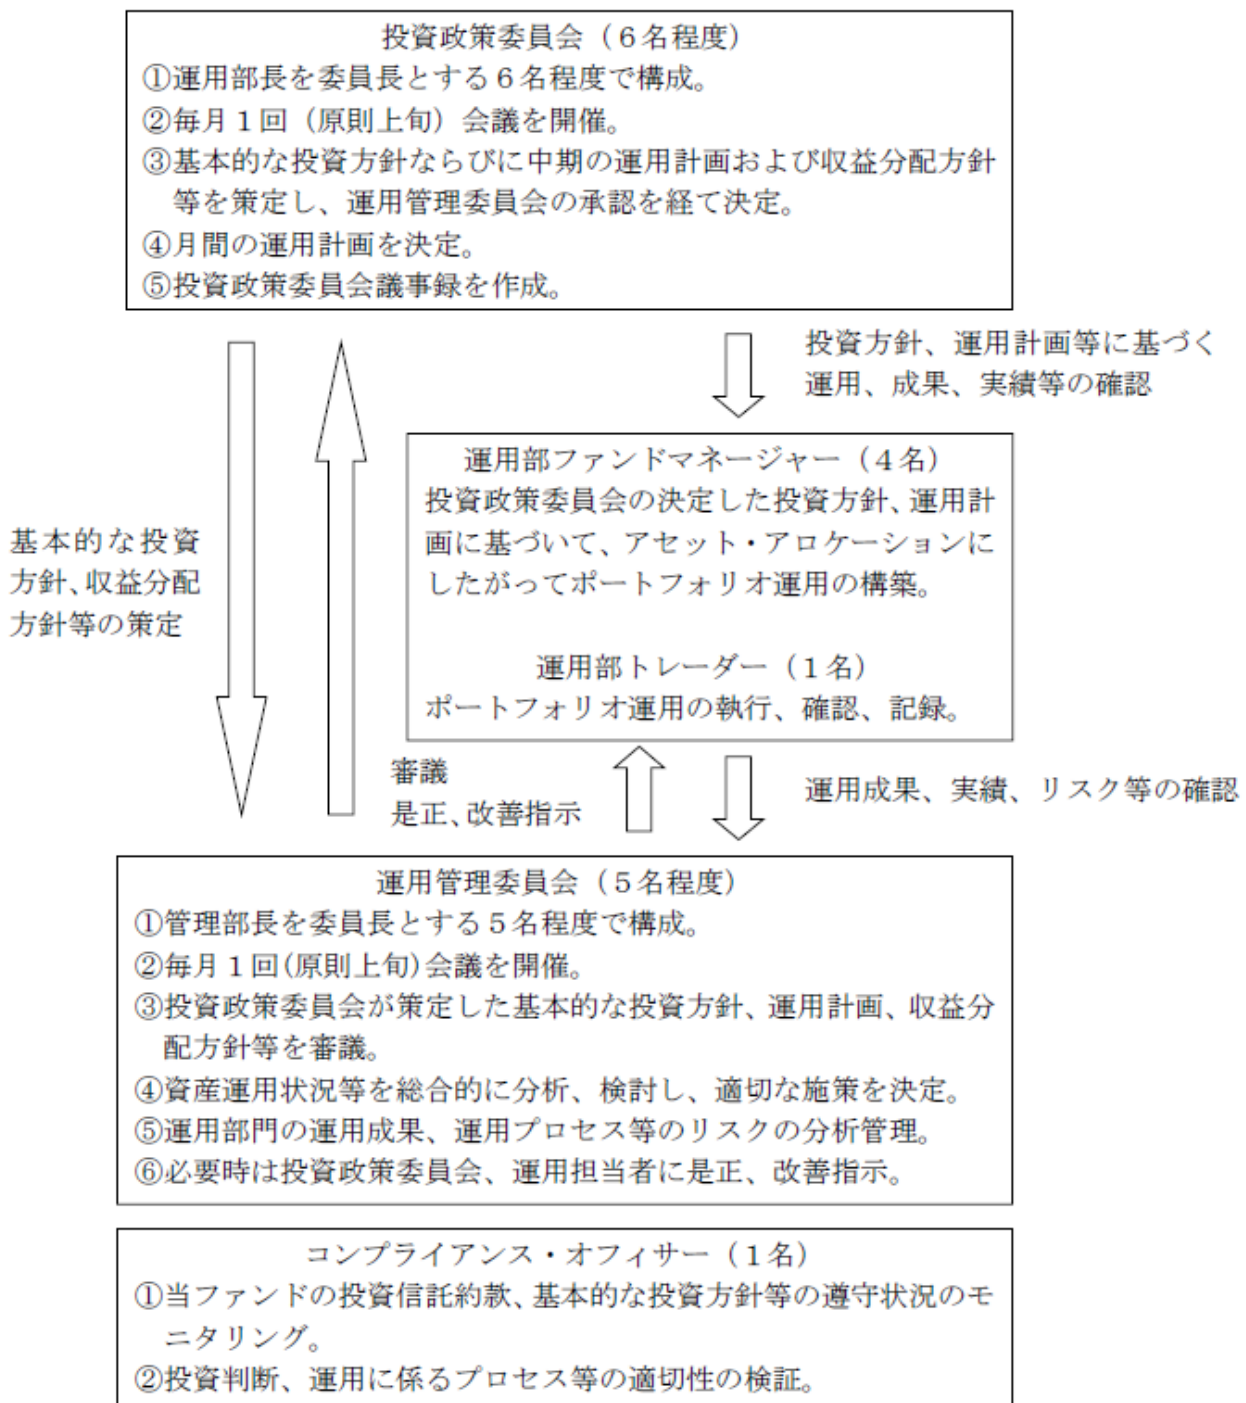 投資政策委員会（６名程度）
①運用部長を委員長とする６名程度で構成。
②毎月１回（原則上旬）会議を開催。
③基本的な投資方針ならびに中期の運用計画および収益分配方針
等を策定し、運用管理委員会の承認を経て決定。
④月間の運用計画を決定。
⑤投資政策委員会議事録を作成。
投資方針、運用計画等に基づく
運用、成果、実績等の確認
運用部ファンドマネージャー（４名）
投資政策委員会の決定した投資方針、運用計
画に基づいて、アセット・アロケーションに
したがってポートフォリオ運用の構築。
運用部トレーダー（１名）
ポートフォリオ運用の執行、確認、記録。
基本的な投資
方針、収益分配
方針等の策定
審議
是正、改善指示
運用成果、実績、リスク等の確認
運用管理委員会（５名程度）
①管理部長を委員長とする５名程度で構成。
②毎月１回(原則上旬)会議を開催。
③投資政策委員会が策定した基本的な投資方針、運用計画、収益分
配方針等を審議。
④資産運用状況等を総合的に分析、検討し、適切な施策を決定。
⑤運用部門の運用成果、運用プロセス等のリスクの分析管理。
⑥必要時は投資政策委員会、運用担当者に是正、改善指示。
コンプライアンス・オフィサー（１名）
①当ファンドの投資信託約款、基本的な投資方針等の遵守状況のモ
ニタリング。
②投資判断、運用に係るプロセス等の適切性の検証。